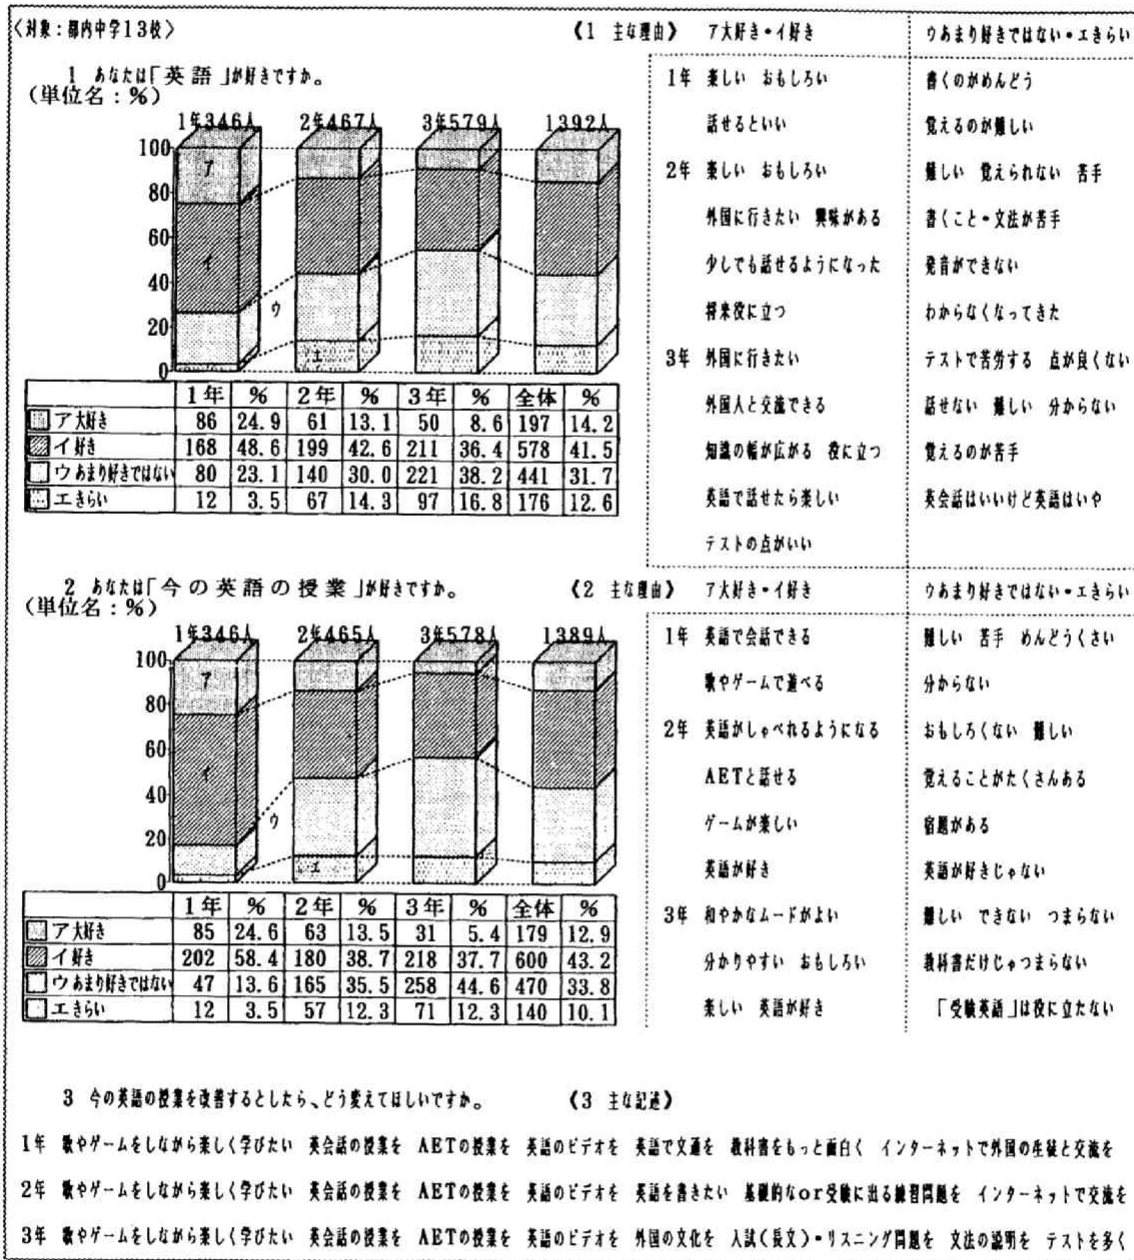 〈対象：都内中学13校〉
1 あなたは「英語」が好きですか。
(単位名：%)
1年346人 2年467人 3年579人 1392人
100
80
60
40
20
0
ア
イ
ウ
エ
1年 % 2年 % 3年 % 全体 %
ア大好き 86 24.9 61 13.1 50 8.6 197 14.2
イ好き 168 48.6 199 42.6 211 36.4 578 41.5
ウあまり好きではない 80 23.1 140 30.0 221 38.2 441 31.7
エきらい 12 3.5 67 14.3 97 16.8 176 12.6
《1 主な理由》 ア大好き・イ好き ウあまり好きではない・エきらい
1年 楽しい おもしろい 書くのがめんどう
話せるといい 覚えるのが難しい
2年 楽しい おもしろい 難しい 覚えられない 苦手
外国に行きたい 興味がある 書くこと・文法が苦手
少しでも話せるようになった 発音ができない
将来役に立つ わからなくなってきた
3年 外国に行きたい テストで苦労する 点が良くない
外国人と交流できる 話せない 難しい 分からない
知識の幅が広がる 役に立つ 覚えるのが苦手
英語で話せたら楽しい 英会話はいいけど英語はいや
テストの点がいい
2 あなたは「今の英語の授業」が好きですか。
(単位名：%)
1年346人 2年465人 3年578人 1389人
100
80
60
40
20
0
ア
イ
ウ
エ
1年 % 2年 % 3年 % 全体 %
ア大好き 85 24.6 63 13.5 31 5.4 179 12.9
イ好き 202 58.4 180 38.7 218 37.7 600 43.2
ウあまり好きではない 47 13.6 165 35.5 258 44.6 470 33.8
エきらい 12 3.5 57 12.3 71 12.3 140 10.1
《2 主な理由》 ア大好き・イ好き ウあまり好きではない・エきらい
1年 英語で会話できる 難しい 苦手 めんどうくさい
歌やゲームで遊べる 分からない
2年 英語がしゃべれるようになる おもしろくない 難しい
AETと話せる 覚えることがたくさんある
ゲームが楽しい 宿題がある
英語が好き 英語が好きじゃない
3年 和やかなムードがよい 難しい できない つまらない
分かりやすい おもしろい 教科書だけじゃつまらない
楽しい 英語が好き 「受験英語」は役に立たない
3 今の英語の授業を改善するとしたら、どう変えてほしいですか。 《3 主な記述》
1年 歌やゲームをしながら楽しく学びたい 英会話の授業を AETの授業を 英語のビデオを 英語で文通を 教科書をもっと面白く インターネットで外国の生徒と交流を
2年 歌やゲームをしながら楽しく学びたい 英会話の授業を AETの授業を 英語のビデオを 英語を書きたい 基礎的なor受験に出る練習問題を インターネットで交流を
3年 歌やゲームをしながら楽しく学びたい 英会話の授業を AETの授業を 英語のビデオを 外国の文化を 入試(長文)・リスニング問題を 文法の説明を テストを多く